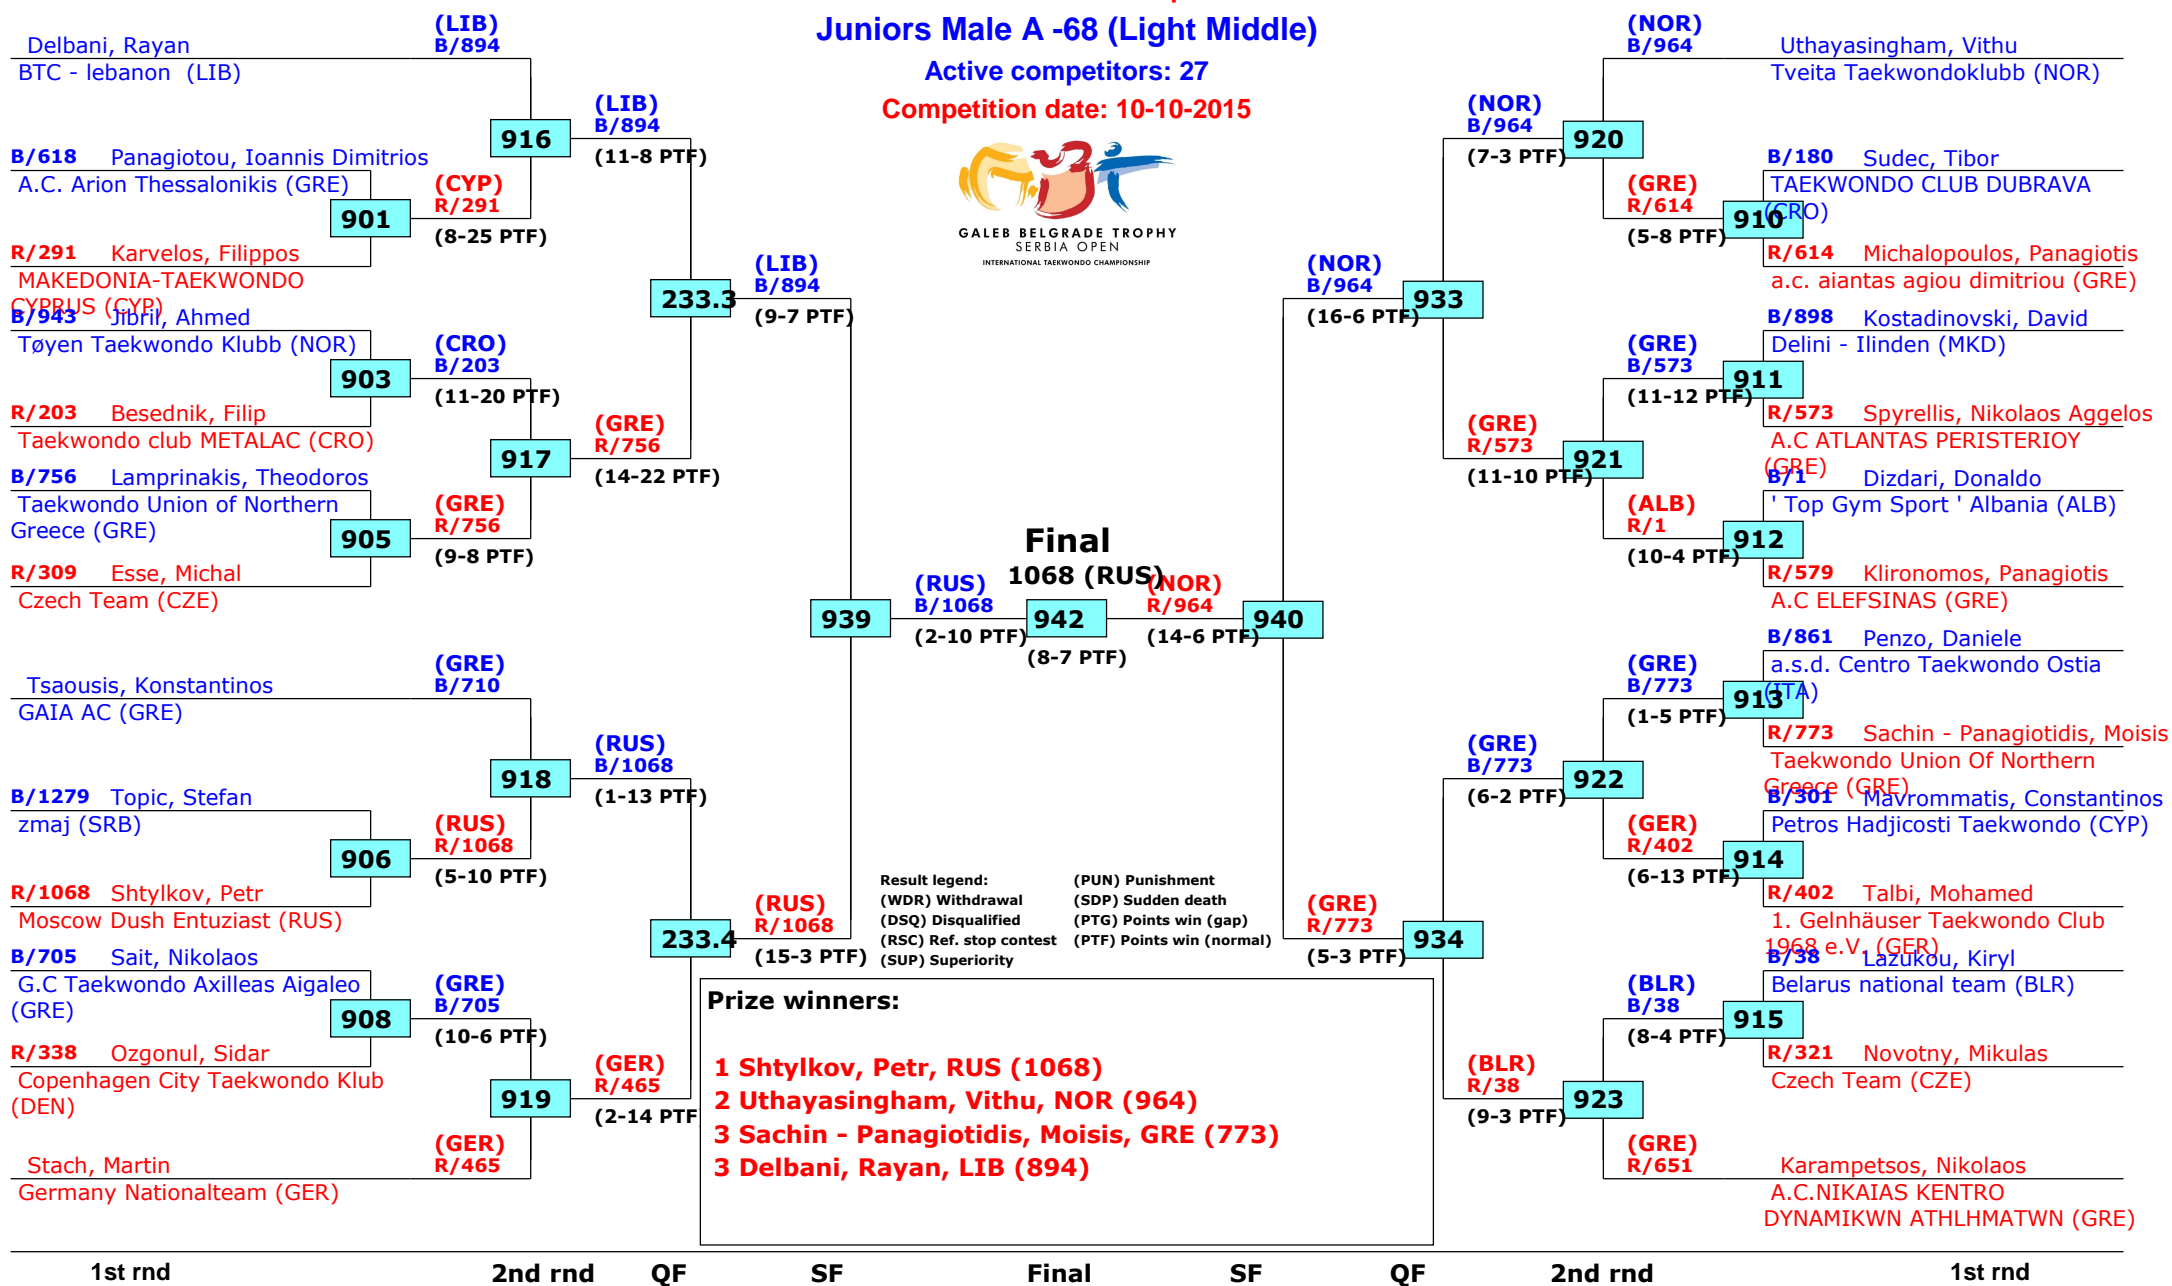 Juniors Male A -68 (Light Middle)
Active competitors: 27
Competition date: 10-10-2015
GALEB BELGRADE TROPHY
SERBIA OPEN
INTERNATIONAL TAEKWONDO CHAMPIONSHIP
Delbani, Rayan
BTC - lebanon (LIB)
(LIB)
B/894
B/618 Panagiotou, Ioannis Dimitrios
A.C. Arion Thessalonikis (GRE)
901
R/291 Karvelos, Filippos
MAKEDONIA-TAEKWONDO
CYPRUS (CYP)
(CYP)
R/291
(8-25 PTF)
916
(LIB)
B/894
(11-8 PTF)
B/943 Jibril, Ahmed
Tøyen Taekwondo Klubb (NOR)
903
R/203 Besednik, Filip
Taekwondo club METALAC (CRO)
(CRO)
B/203
(11-20 PTF)
B/756 Lamprinakis, Theodoros
Taekwondo Union of Northern
Greece (GRE)
905
R/309 Esse, Michal
Czech Team (CZE)
(GRE)
R/756
(9-8 PTF)
917
(GRE)
R/756
(14-22 PTF)
233.3
(LIB)
B/894
(9-7 PTF)
Tsaousis, Konstantinos
GAIA AC (GRE)
(GRE)
B/710
B/1279 Topic, Stefan
zmaj (SRB)
906
R/1068 Shtylkov, Petr
Moscow Dush Entuziast (RUS)
(RUS)
R/1068
(5-10 PTF)
918
(RUS)
B/1068
(1-13 PTF)
B/705 Sait, Nikolaos
G.C Taekwondo Axilleas Aigaleo
(GRE)
908
R/338 Ozgonul, Sidar
Copenhagen City Taekwondo Klub
(DEN)
(GRE)
B/705
(10-6 PTF)
Stach, Martin
Germany Nationalteam (GER)
(GER)
R/465
919
(GER)
R/465
(2-14 PTF)
233.4
(RUS)
R/1068
(15-3 PTF)
939
(RUS)
B/1068
(2-10 PTF)
Final
1068 (RUS)
942
(8-7 PTF)
(NOR)
R/964
(14-6 PTF)
940
(NOR)
B/964
(16-6 PTF)
933
(NOR)
B/964
(7-3 PTF)
920
(NOR)
B/964
Uthayasingham, Vithu
Tveita Taekwondoklubb (NOR)
(GRE)
R/614
(5-8 PTF)
910
B/180 Sudec, Tibor
TAEKWONDO CLUB DUBRAVA
(CRO)
R/614 Michalopoulos, Panagiotis
a.c. aiantas agiou dimitriou (GRE)
(GRE)
R/573
(11-10 PTF)
921
(GRE)
B/573
(11-12 PTF)
911
B/898 Kostadinovski, David
Delini - Ilinden (MKD)
R/573 Spyrellis, Nikolaos Aggelos
A.C ATLANTAS PERISTERIOY
(GRE)
(ALB)
R/1
(10-4 PTF)
912
B/1 Dizdari, Donaldo
' Top Gym Sport ' Albania (ALB)
R/579 Klironomos, Panagiotis
A.C ELEFSINAS (GRE)
(GRE)
R/773
(5-3 PTF)
934
(GRE)
B/773
(6-2 PTF)
922
(GRE)
B/773
(1-5 PTF)
913
B/861 Penzo, Daniele
a.s.d. Centro Taekwondo Ostia
(ITA)
R/773 Sachin - Panagiotidis, Moisis
Taekwondo Union Of Northern
Greece (GRE)
(GER)
R/402
(6-13 PTF)
914
B/301 Mavrommatis, Constantinos
Petros Hadjicosti Taekwondo (CYP)
R/402 Talbi, Mohamed
1. Gelnhäuser Taekwondo Club
1968 e.V. (GER)
(BLR)
R/38
(9-3 PTF)
923
(BLR)
B/38
(8-4 PTF)
915
B/38 Lazukou, Kiryl
Belarus national team (BLR)
R/321 Novotny, Mikulas
Czech Team (CZE)
(GRE)
R/651
Karampetsos, Nikolaos
A.C.NIKAIAS KENTRO
DYNAMIKWN ATHLHMATWN (GRE)
Result legend:
(WDR) Withdrawal
(DSQ) Disqualified
(RSC) Ref. stop contest
(SUP) Superiority
(PUN) Punishment
(SDP) Sudden death
(PTG) Points win (gap)
(PTF) Points win (normal)
Prize winners:
1 Shtylkov, Petr, RUS (1068)
2 Uthayasingham, Vithu, NOR (964)
3 Sachin - Panagiotidis, Moisis, GRE (773)
3 Delbani, Rayan, LIB (894)
1st rnd 2nd rnd QF SF Final SF QF 2nd rnd 1st rnd